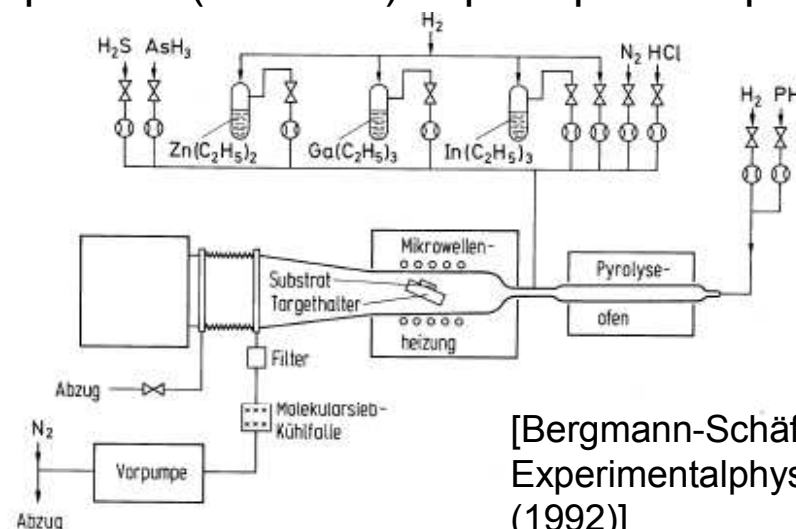 H₂
H₂S AsH₃
N₂ HCl
H₂ PH
Zn(C₂H₅)₂
Ga(C₂H₅)₃
In(C₂H₅)₃
Mikrowellen-
Pyrolyse-
Substrat
Targethalter
heizung
ofen
Filter
Abzug
Molekularsieb-
Kühlfalle
N₂
Vorpumpe
Abzug
[Bergmann-Schäf
Experimentalphys
(1992)]